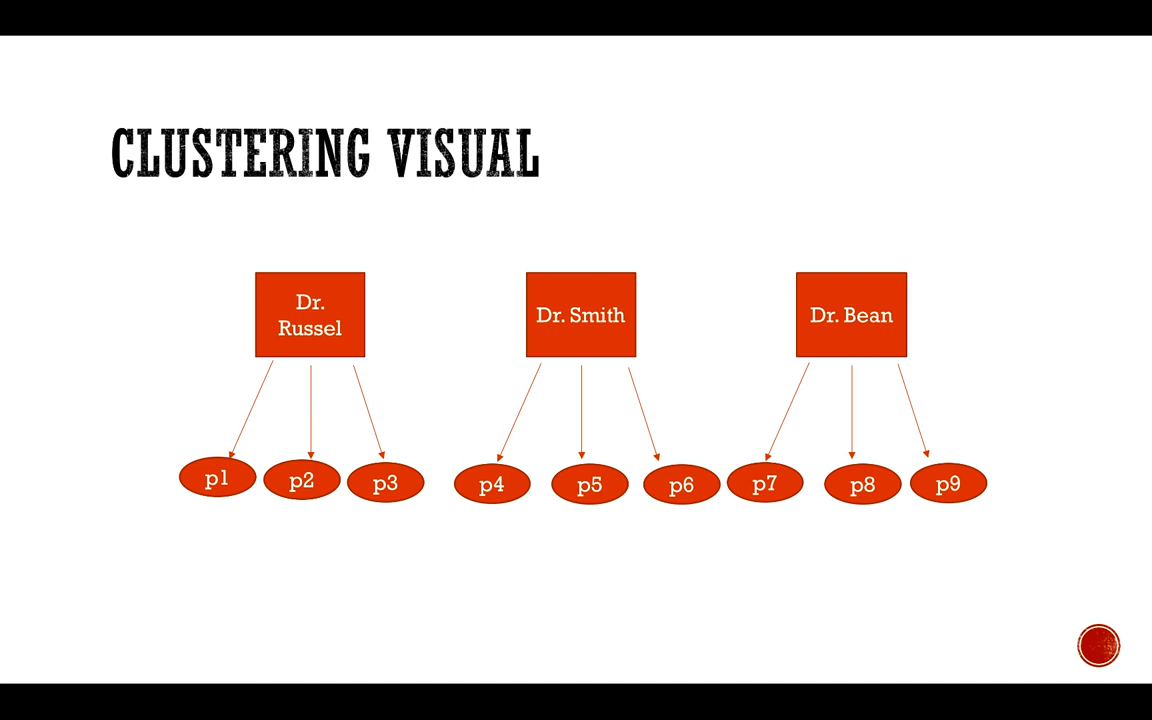 CLUSTERING VISUAL
Dr.
Russel
Dr. Smith
Dr. Bean
p1
p2
p3
p4
p5
p6
p7
p8
p9